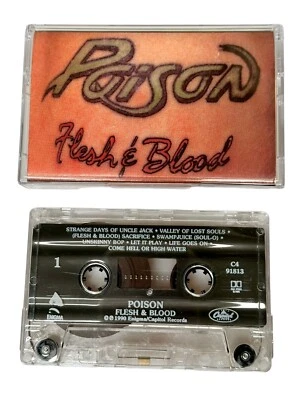 POISON
Flesh & Blood
STRANGE DAYS OF UNCLE JACK • VALLEY OF LOST SOULS
(FLESH & BLOOD) SACRIFICE • SWAMPJUICE (SOUL-O)
UNSKINNY BOP • LET IT PLAY • LIFE GOES ON
COME HELL OR HIGH WATER
1
C4
91813
ENIGMA
POISON
FLESH & BLOOD
℗© 1990 Enigma/Capitol Records
Capitol